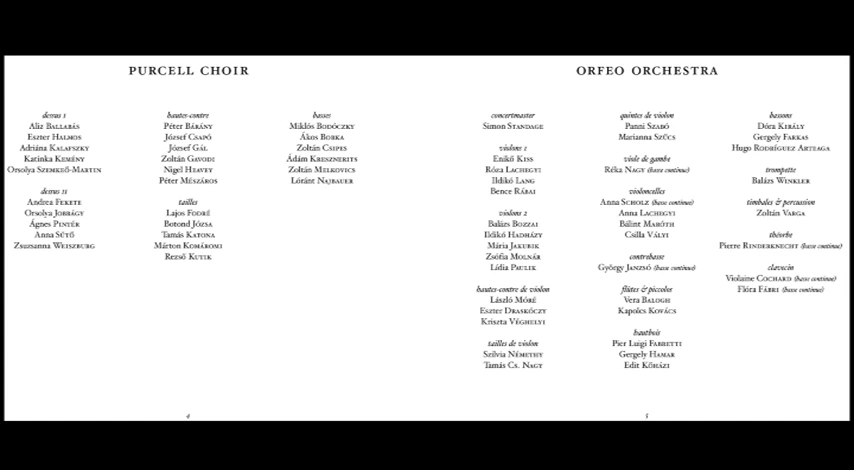 PURCELL CHOIR
dessus I
Aliz BALLABÁS
Eszter HALMOS
Adriána KALAFSZKY
Katinka KEMÉNY
Orsolya SZEMKEŐ-MARTIN
dessus II
Andrea FEKETE
Orsolya JOBBÁGY
Ágnes PINTÉR
Anna SÜTŐ
Zsuzsanna WEISZBURG
hautes-contre
Péter BÁRÁNY
József CSAPÓ
József GÁL
Zoltán GAVODI
Nigel HEAVEY
Péter MÉSZÁROS
tailles
Lajos FODRÉ
Botond JÓZSA
Tamás KATONA
Márton KOMÁROMI
Rezső KUTIK
basses
Miklós BODÓCZKY
Ákos BORKA
Zoltán CSIPES
Ádám KRESZNERITS
Zoltán MELKOVICS
Lóránt NAJBAUER
4
ORFEO ORCHESTRA
concertmaster
Simon STANDAGE
violons 1
Enikő KISS
Róza LACHEGYI
Ildikó LANG
Bence RÁBAI
violons 2
Balázs BOZZAI
Ildikó HADHÁZY
Mária JAKUBIK
Zsófia MOLNÁR
Lídia PAULIK
hautes-contre de violon
László MÓRÉ
Eszter DRASKÓCZY
Kriszta VÉGHELYI
tailles de violon
Szilvia NÉMETHY
Tamás Cs. NAGY
quintes de violon
Panni SZABÓ
Marianna SZŰCS
viole de gambe
Réka NAGY (basse continue)
violoncelles
Anna SCHOLZ (basse continue)
Anna LACHEGYI
Bálint MARÓTH
Csilla VÁLYI
contrebasse
György JANZSÓ (basse continue)
flûtes & piccolos
Vera BALOGH
Kapolcs KOVÁCS
hautbois
Pier Luigi FABRETTI
Gergely HAMAR
Edit KŐHÁZI
bassons
Dóra KIRÁLY
Gergely FARKAS
Hugo RODRÍGUEZ ARTEAGA
trompette
Balázs WINKLER
timbales & percussion
Zoltán VARGA
théorbe
Pierre RINDERKNECHT (basse continue)
clavecin
Violaine COCHARD (basse continue)
Flóra FÁBRI (basse continue)
5